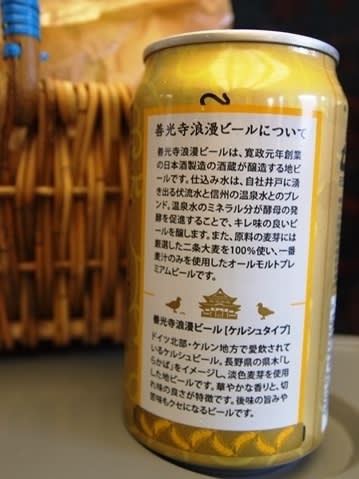 善光寺浪漫ビールについて
善光寺浪漫ビールは、寛政元年創業
の日本酒製造の酒蔵が醸造する地ビ
ールです。仕込み水は、自社井戸に湧
き出る伏流水と信州の温泉水とのブレ
ンド。温泉水のミネラル分が酵母の発
酵を促進することで、キレ味の良いビ
ールを醸します。また、原料の麦芽には
厳選した二条大麦を100%使い、一番
麦汁のみを使用したオールモルトプレ
ミアムビールです。
善光寺浪漫ビール[ケルシュタイプ]
ドイツ北部・ケルン地方で愛飲されて
いるケルシュビール。長野県の県木「し
らかば」をイメージし、淡色麦芽を使用
した地ビールです。華やかな香りと、切
れ味の良さが特徴です。後味の旨みや
苦味もクセになるビールです。